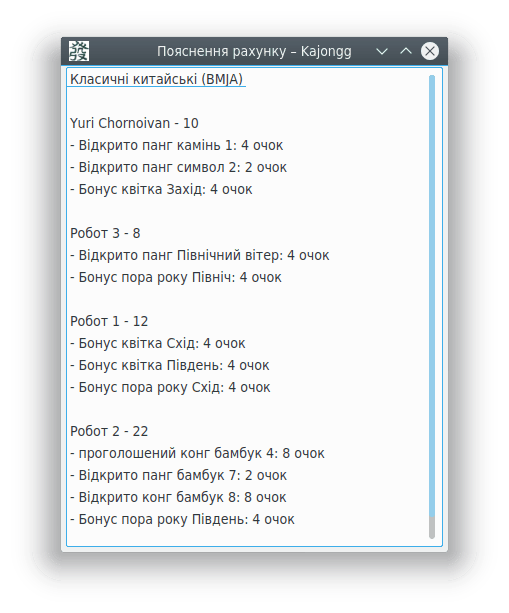 發
Пояснення рахунку – Kajongg
Класичні китайські (BMJA)
Yuri Chornoivan - 10
- Відкрито панг камінь 1: 4 очок
- Відкрито панг символ 2: 2 очок
- Бонус квітка Захід: 4 очок
Робот 3 - 8
- Відкрито панг Північний вітер: 4 очок
- Бонус пора року Північ: 4 очок
Робот 1 - 12
- Бонус квітка Схід: 4 очок
- Бонус квітка Південь: 4 очок
- Бонус пора року Схід: 4 очок
Робот 2 - 22
- проголошений конг бамбук 4: 8 очок
- Відкрито панг бамбук 7: 2 очок
- Відкрито конг бамбук 8: 8 очок
- Бонус пора року Південь: 4 очок